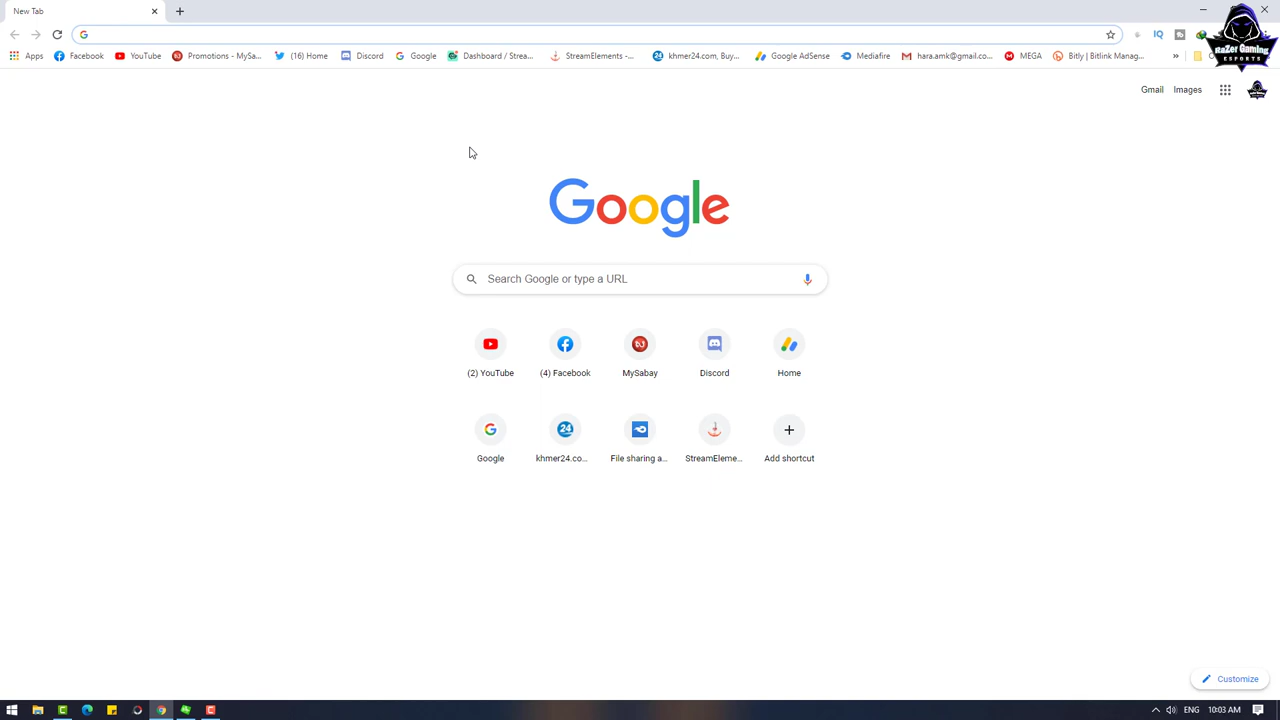 New Tab
Apps Facebook YouTube Promotions - MySa... (16) Home Discord Google Dashboard / Strea... StreamElements -... khmer24.com, Buy... Google AdSense Mediafire hara.amk@gmail.co... MEGA Bitly | Bitlink Manag... »
RaZer Gaming
ESPORTS
Gmail Images
Google
Search Google or type a URL
(2) YouTube (4) Facebook MySabay Discord Home
Google khmer24.co... File sharing a... StreamEleme... Add shortcut
Customize
ENG 10:03 AM